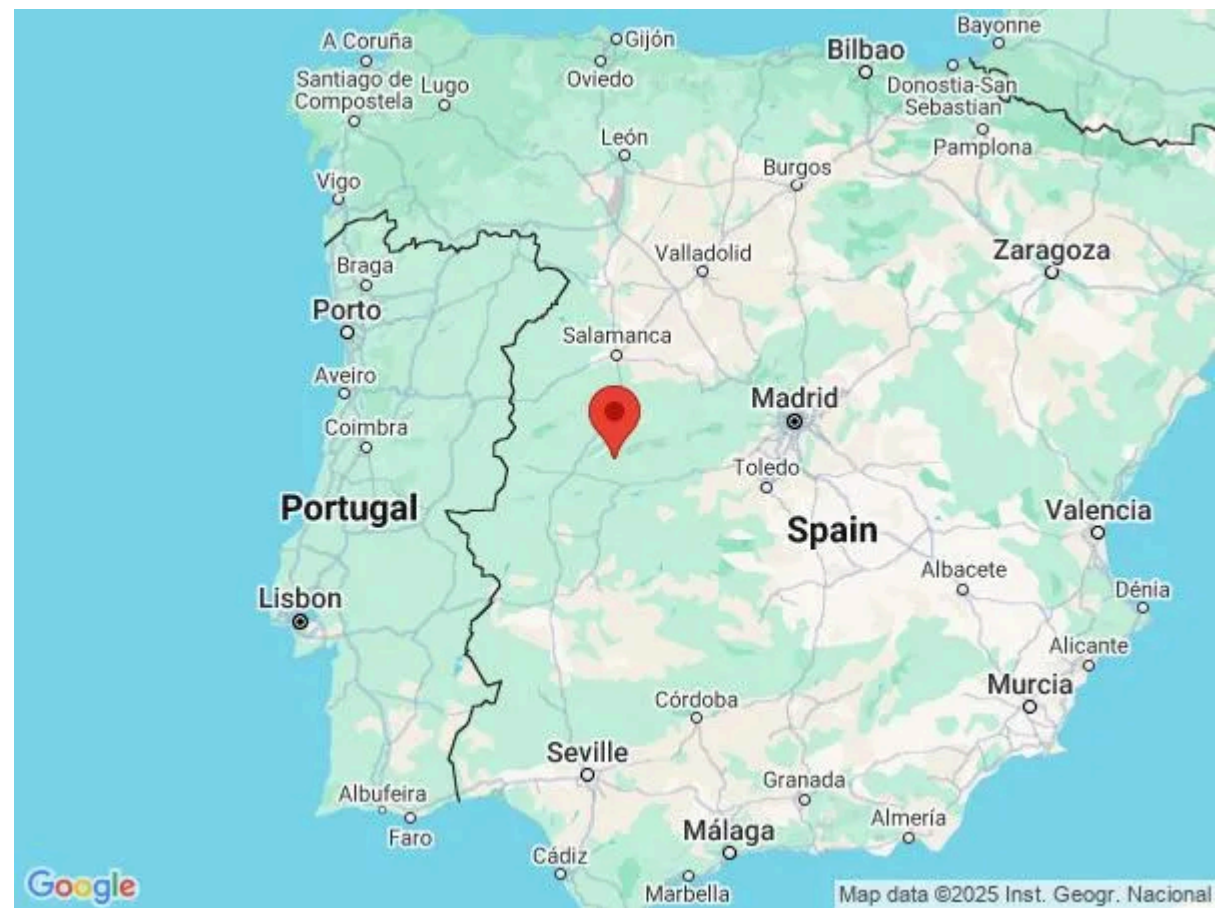 Bayonne
A Coruña
Gijón
Bilbao
Santiago de
Compostela
Lugo
Oviedo
Donostia-San
Sebastian
León
Pamplona
Burgos
Vigo
Valladolid
Zaragoza
Braga
Porto
Salamanca
Aveiro
Madrid
Coimbra
Toledo
Portugal
Spain
Valencia
Albacete
Lisbon
Dénia
Alicante
Murcia
Córdoba
Seville
Granada
Albufeira
Almería
Faro
Málaga
Cádiz
Marbella
Google
Map data ©2025 Inst. Geogr. Nacional